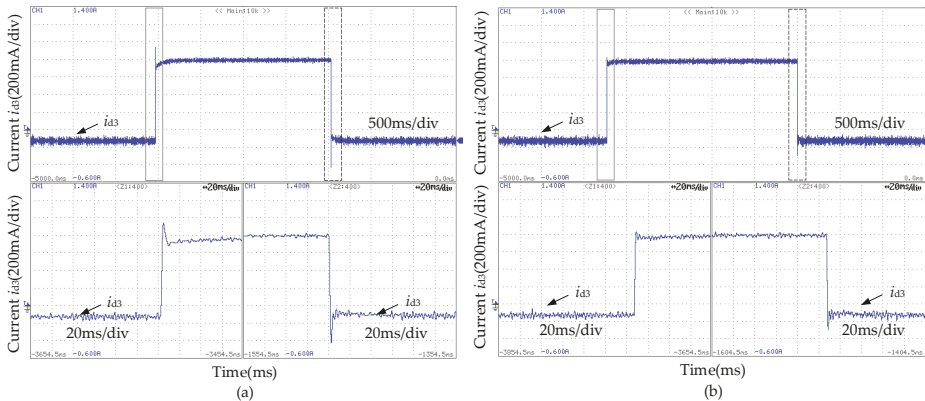 CH1 1.400A << Main:10k >>
Current id3(200mA/div)
id3
500ms/div
-5000.0ms -0.600A 0.0ms
CH1 1.400A <Z1:400> ↔20ms/div CH1 1.400A <Z2:400> ↔20ms/div
Current id3(200mA/div)
id3
id3
20ms/div
20ms/div
-3654.5ms -0.600A -3454.5ms -1554.5ms -0.600A -1354.5ms
Time(ms)
(a)
CH1 1.400A << Main:10k >>
Current id3(200mA/div)
id3
500ms/div
-5000.0ms -0.600A 0.0ms
CH1 1.400A <Z1:400> ↔20ms/div CH1 1.400A <Z2:400> ↔20ms/div
Current id3(200mA/div)
id3
id3
20ms/div
20ms/div
-3854.5ms -0.600A -3654.5ms -1604.5ms -0.600A -1404.5ms
Time(ms)
(b)